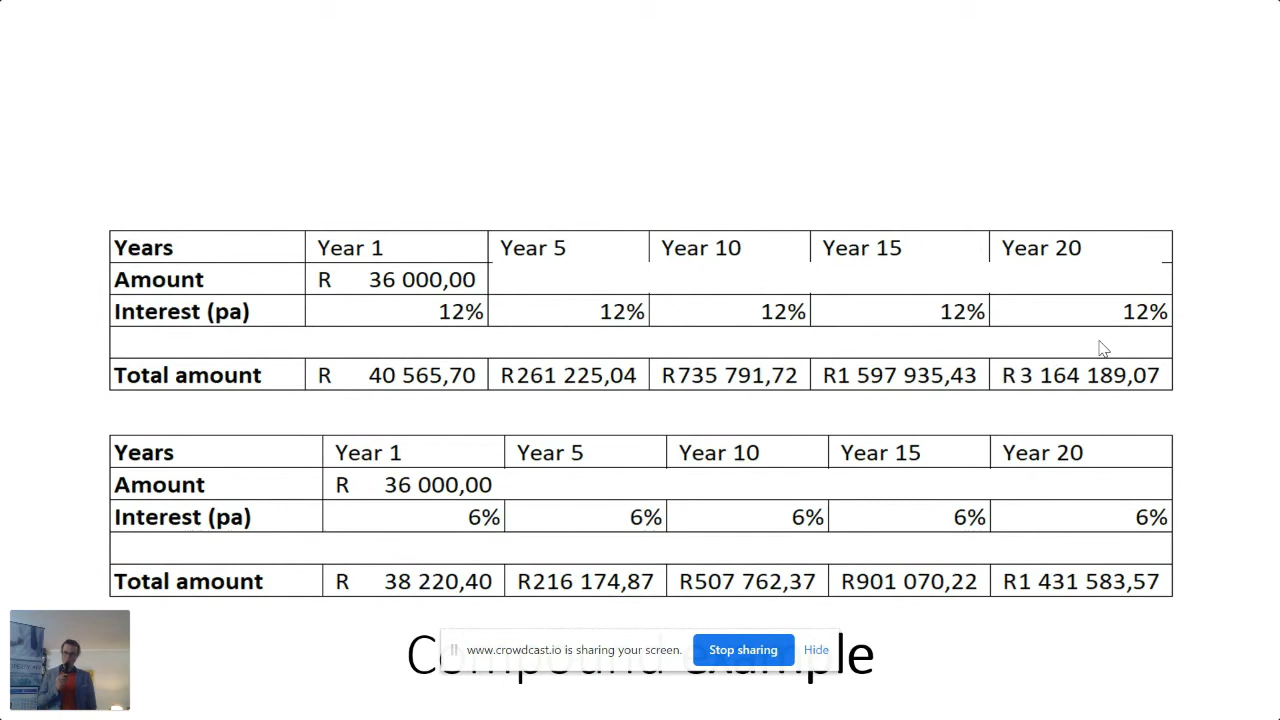 Years Year 1 Year 5 Year 10 Year 15 Year 20
Amount R 36 000,00
Interest (pa) 12% 12% 12% 12% 12%
Total amount R 40 565,70 R261 225,04 R735 791,72 R1 597 935,43 R3 164 189,07
Years Year 1 Year 5 Year 10 Year 15 Year 20
Amount R 36 000,00
Interest (pa) 6% 6% 6% 6% 6%
Total amount R 38 220,40 R216 174,87 R507 762,37 R901 070,22 R1 431 583,57
Compound example
www.crowdcast.io is sharing your screen. Stop sharing Hide